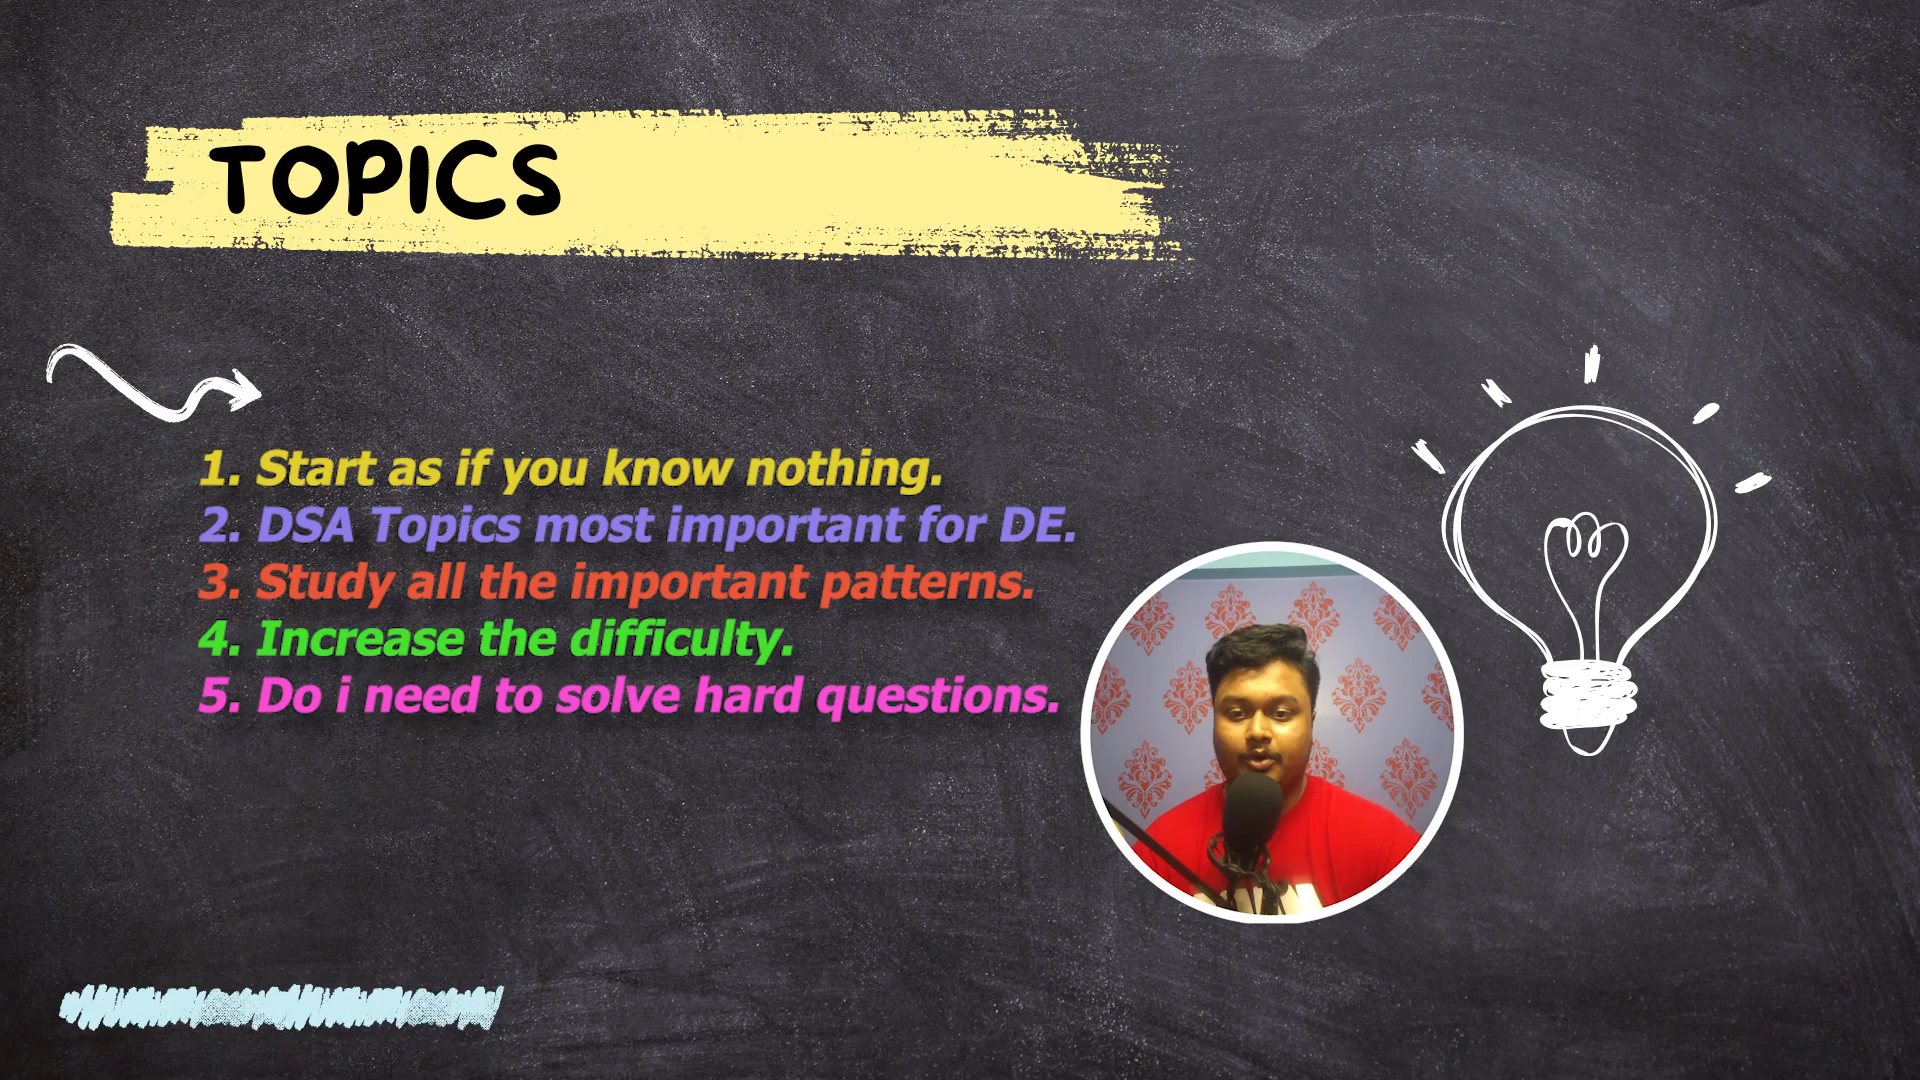 TOPICS
1. Start as if you know nothing.
2. DSA Topics most important for DE.
3. Study all the important patterns.
4. Increase the difficulty.
5. Do i need to solve hard questions.